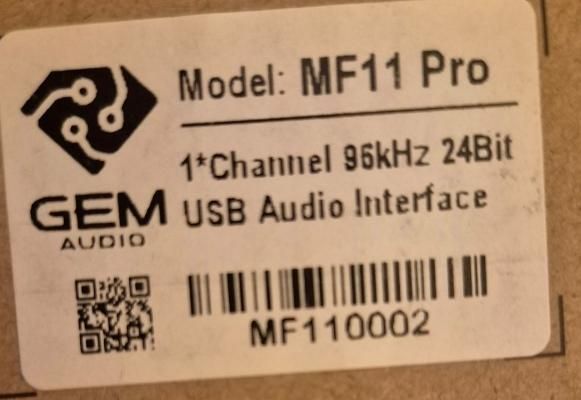 Model: MF11 Pro
1*Channel 96kHz 24Bit
USB Audio Interface
GEM
AUDIO
MF110002